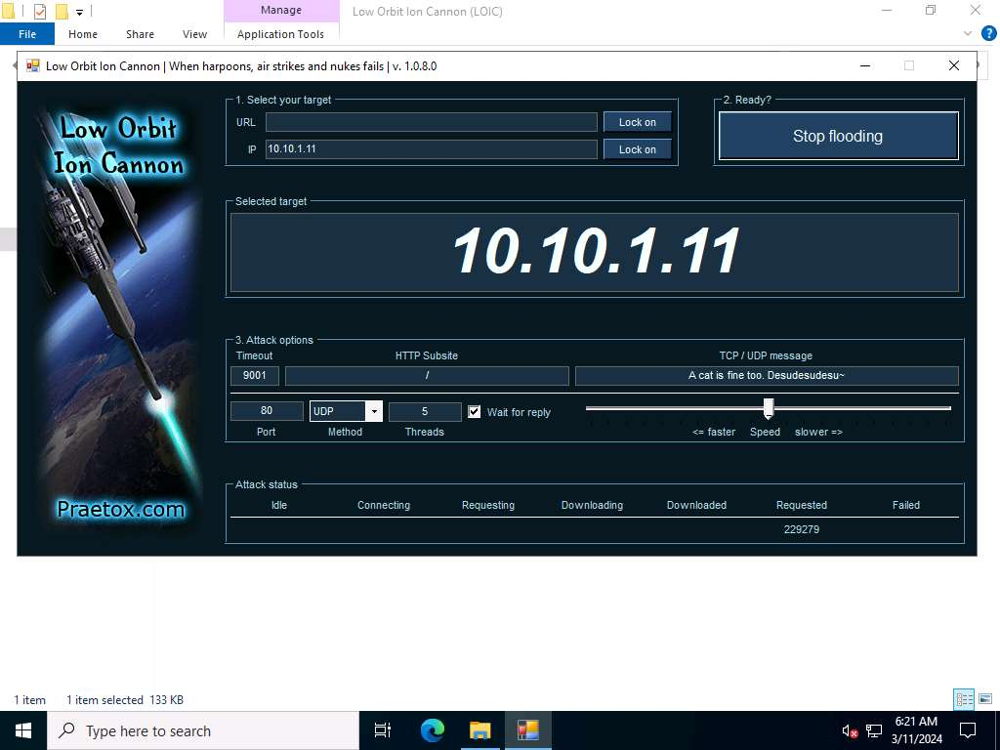 Manage
Low Orbit Ion Cannon (LOIC)
File
Home
Share
View
Application Tools
Low Orbit Ion Cannon | When harpoons, air strikes and nukes fails | v. 1.0.8.0
Low Orbit
Ion Cannon
Praetox.com
1. Select your target
URL
Lock on
IP
10.10.1.11
Lock on
2. Ready?
Stop flooding
Selected target
10.10.1.11
3. Attack options
Timeout
HTTP Subsite
TCP / UDP message
9001
/
A cat is fine too. Desudesudesu~
80
UDP
5
Wait for reply
Port
Method
Threads
<= faster
Speed
slower =>
Attack status
Idle
Connecting
Requesting
Downloading
Downloaded
Requested
Failed
229279
1 item
1 item selected 133 KB
Type here to search
6:21 AM
3/11/2024